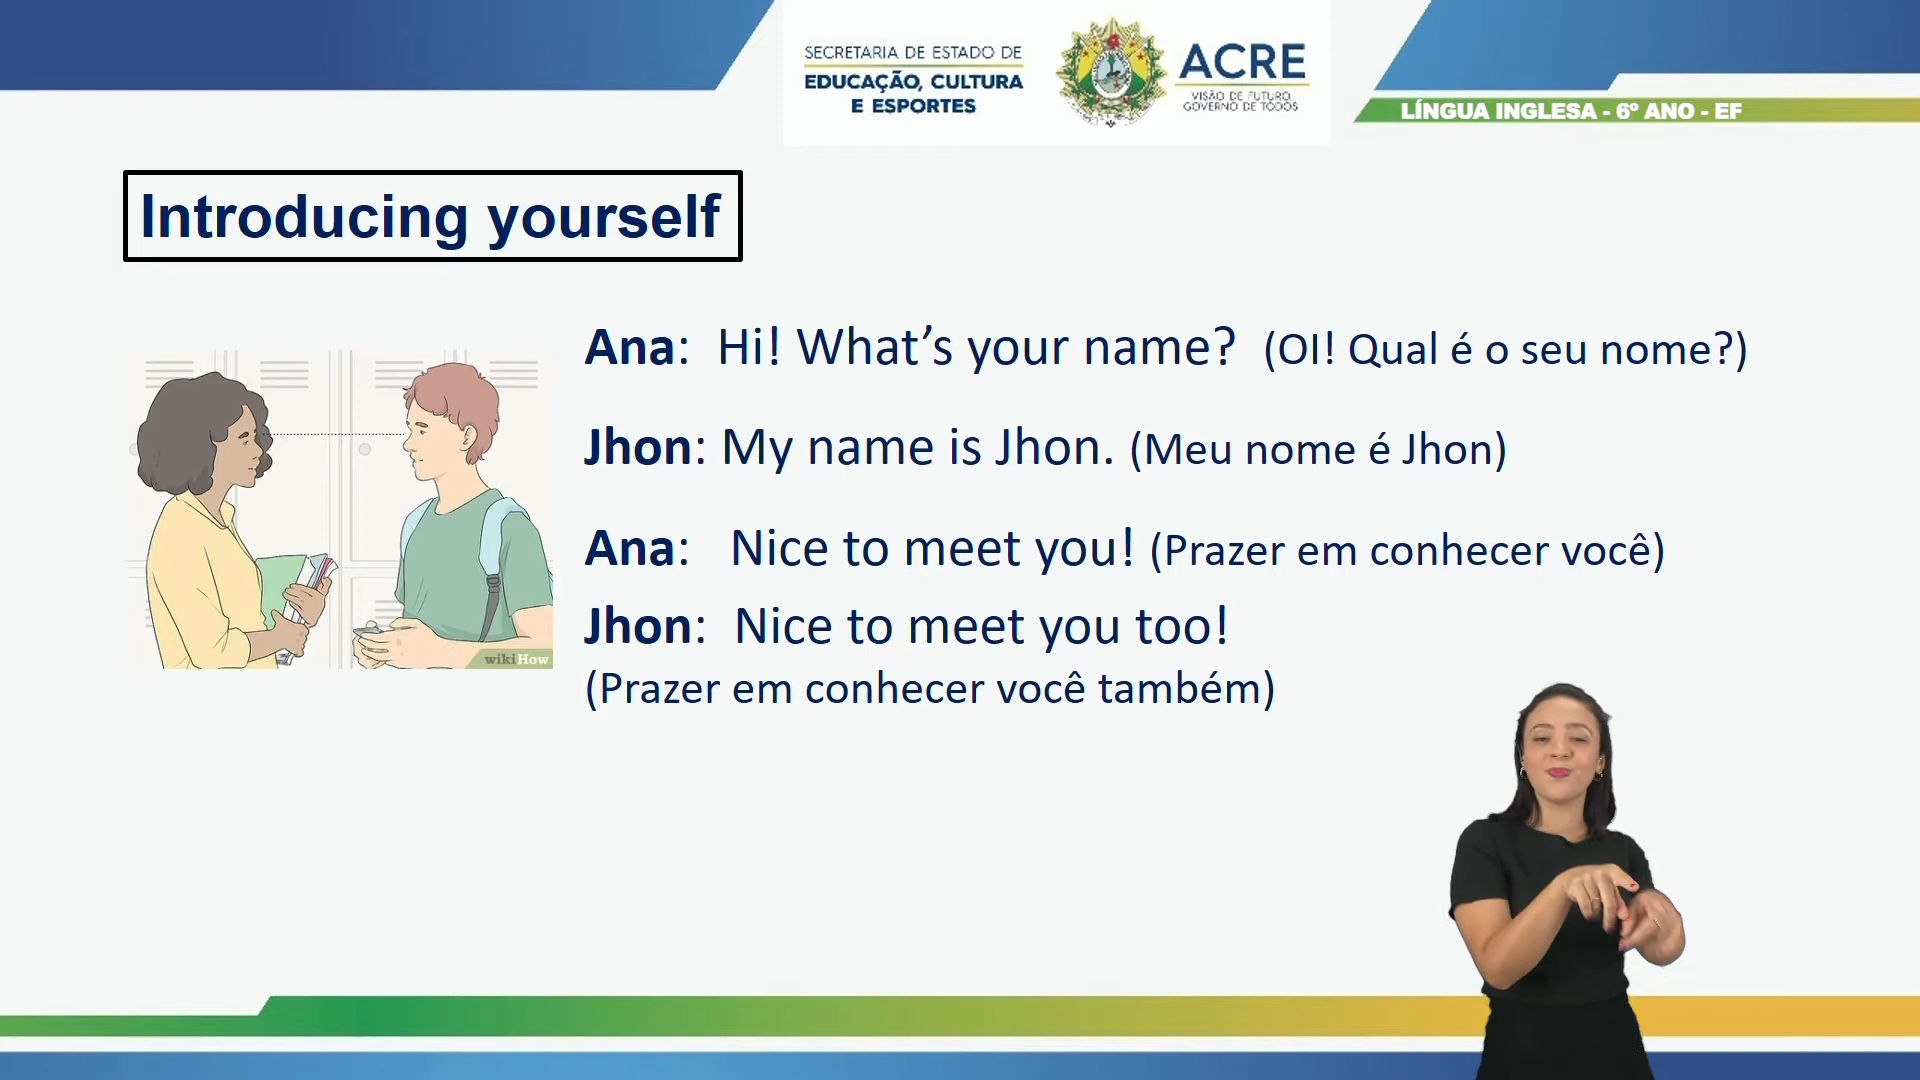 SECRETARIA DE ESTADO DE
EDUCAÇÃO, CULTURA
E ESPORTES
ACRE
VISÃO DE FUTURO,
GOVERNO DE TODOS
LÍNGUA INGLESA - 6º ANO - EF
Introducing yourself
Ana: Hi! What’s your name? (OI! Qual é o seu nome?)
Jhon: My name is Jhon. (Meu nome é Jhon)
Ana: Nice to meet you! (Prazer em conhecer você)
Jhon: Nice to meet you too!
(Prazer em conhecer você também)
wikiHow